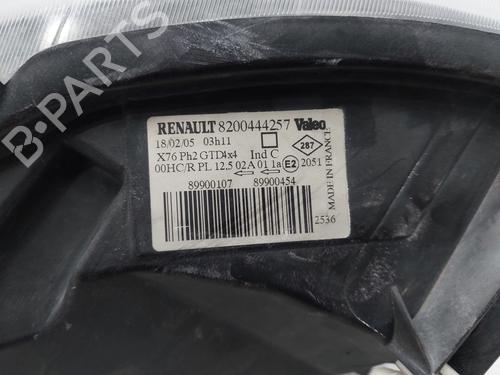 RENAULT 8200444257 Valeo
18/02/05 03h11
X76 Ph2 GTD4x4 Ind C
287
00HC/R PL 12.5 02A 01 1a E2 2051
89900107 89900454
2536
MADE IN FRANCE